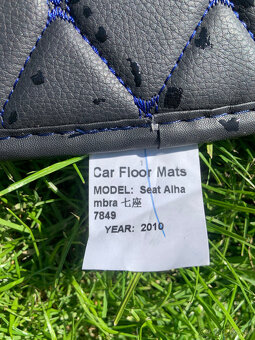 Car Floor Mats
MODEL: Seat Alha
mbra 七座
7849
YEAR: 2010